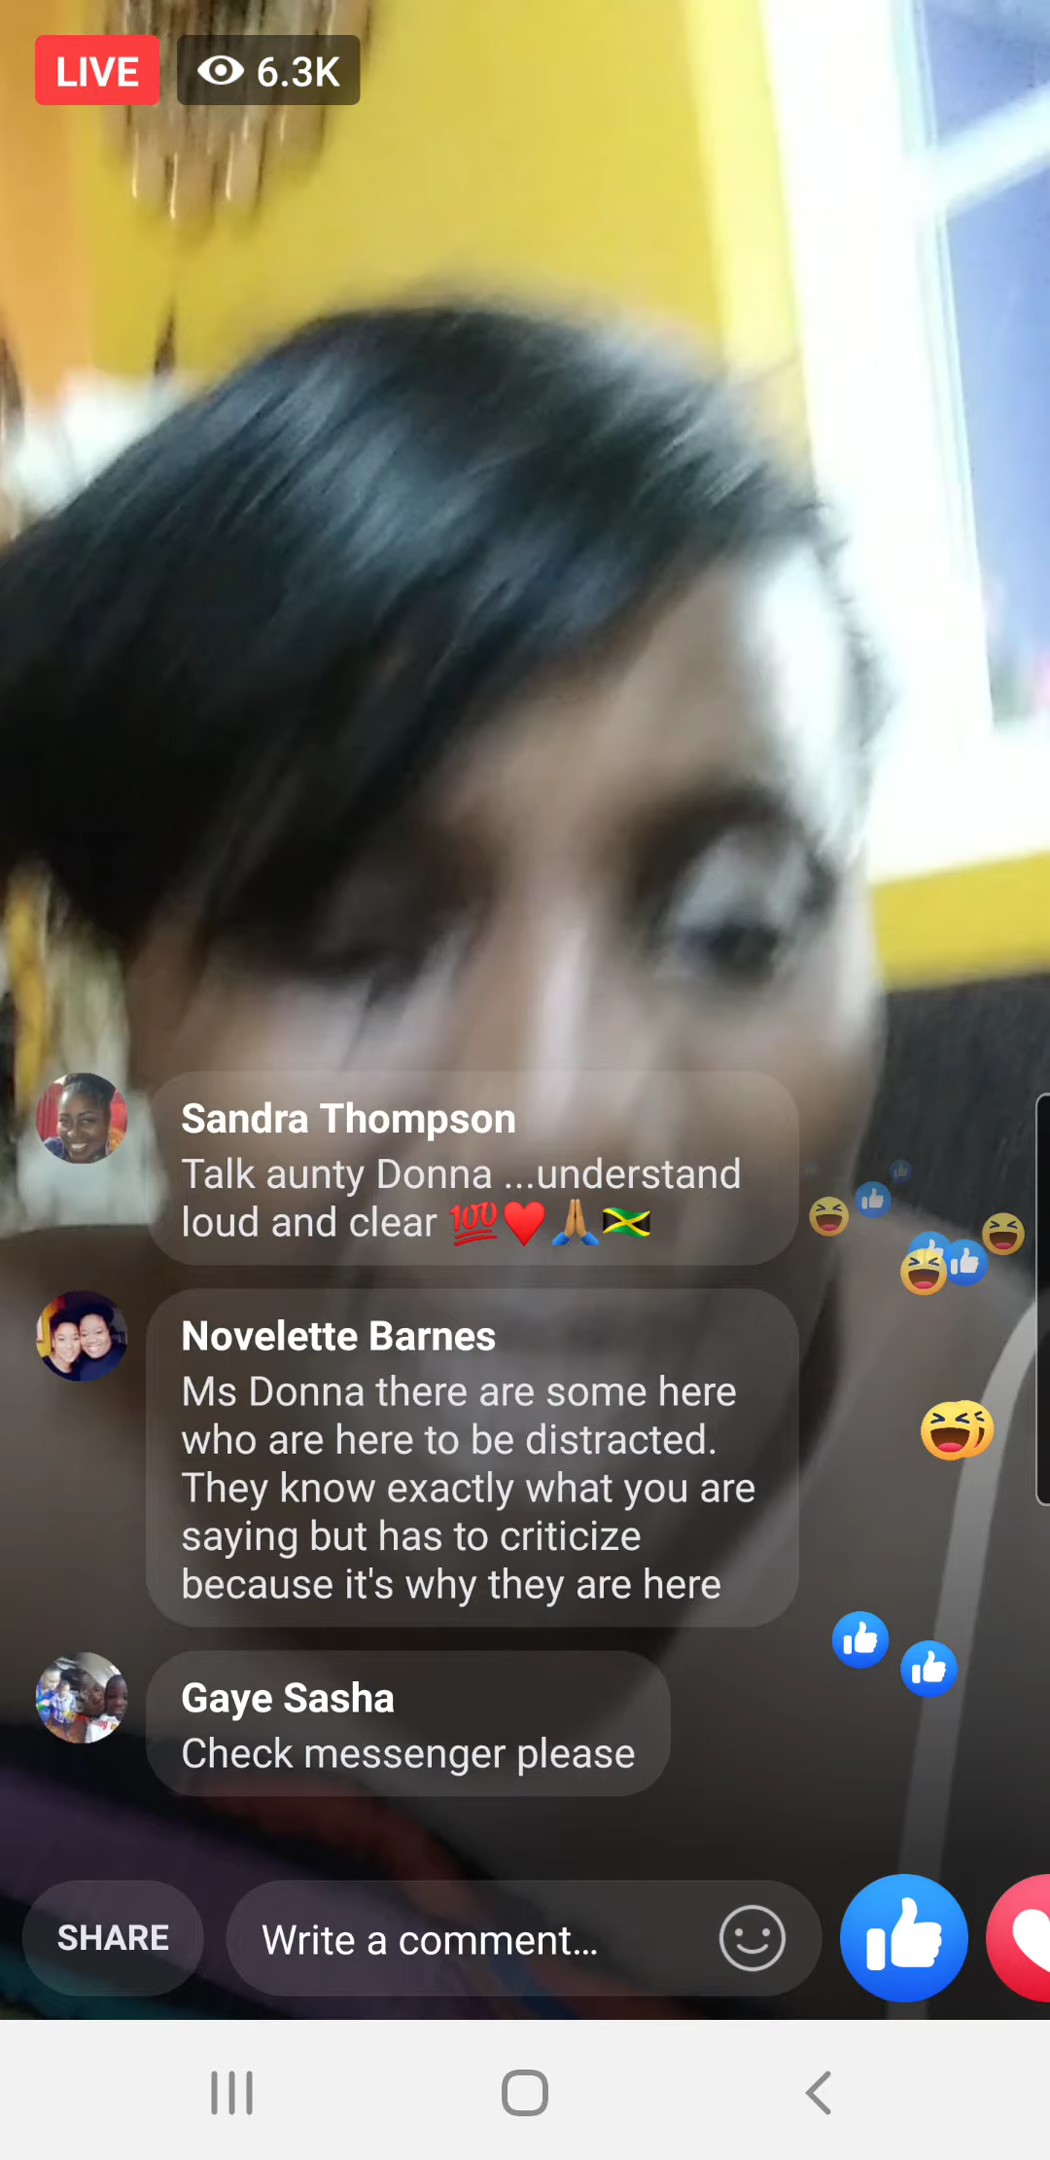 LIVE 6.3K
Sandra Thompson
Talk aunty Donna ...understand
loud and clear 💯❤️🙏🏽🇯🇲
Novelette Barnes
Ms Donna there are some here
who are here to be distracted.
They know exactly what you are
saying but has to criticize
because it's why they are here
Gaye Sasha
Check messenger please
SHARE Write a comment...